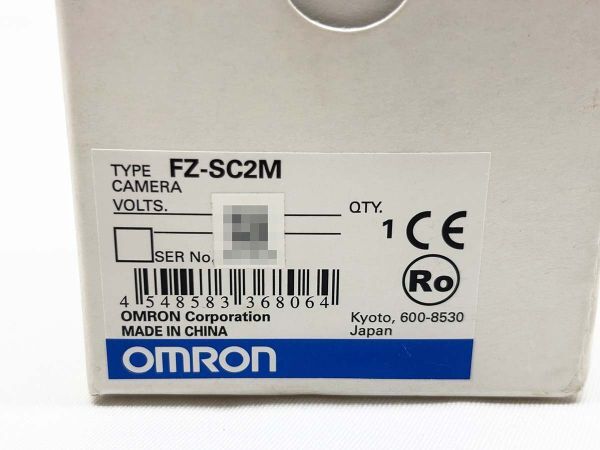 TYPE FZ-SC2M
CAMERA
VOLTS. QTY.
1 CE
SER No.
Ro
4 548583 368064
OMRON Corporation Kyoto, 600-8530
MADE IN CHINA Japan
OMRON